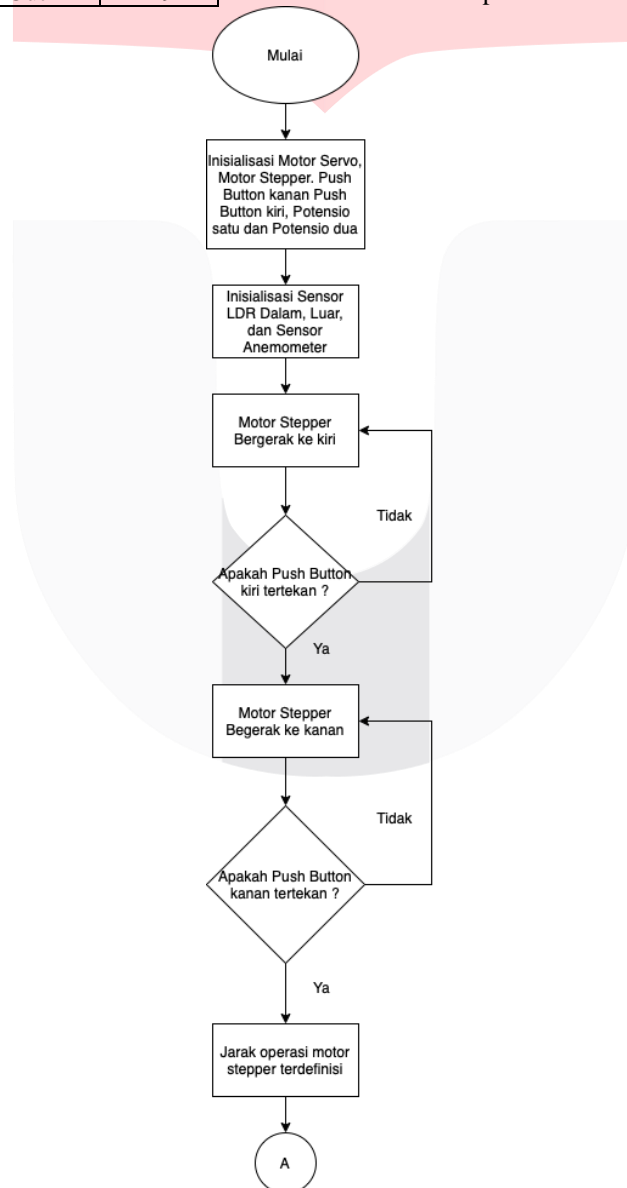 Mulai
Inisialisasi Motor Servo,
Motor Stepper. Push
Button kanan Push
Button kiri, Potensio
satu dan Potensio dua
Inisialisasi Sensor
LDR Dalam, Luar,
dan Sensor
Anemometer
Motor Stepper
Bergerak ke kiri
Tidak
Apakah Push Button
kiri tertekan ?
Ya
Motor Stepper
Begerak ke kanan
Tidak
Apakah Push Button
kanan tertekan ?
Ya
Jarak operasi motor
stepper terdefinisi
A